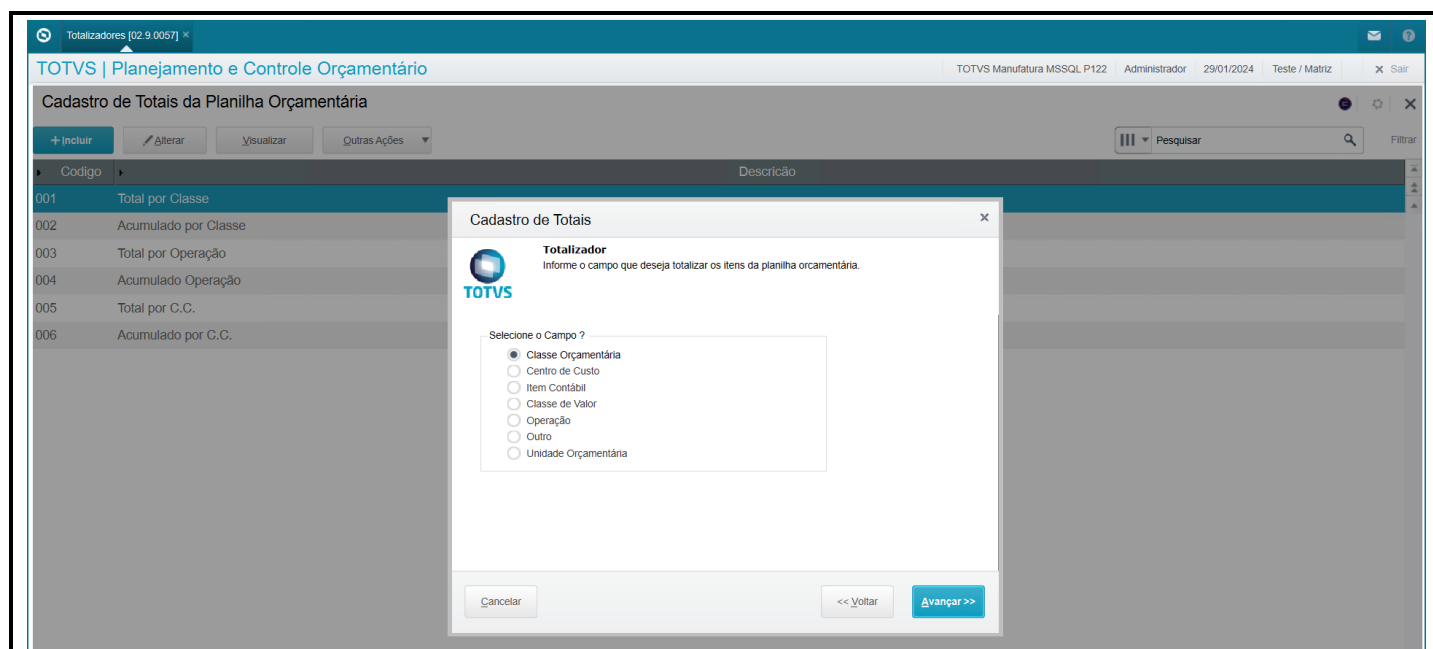 Totalizadores [02.9.0057] ×
TOTVS | Planejamento e Controle Orçamentário
TOTVS Manufatura MSSQL P122 Administrador 29/01/2024 Teste / Matriz × Sair
Cadastro de Totais da Planilha Orçamentária
+ Incluir Alterar Visualizar Outras Ações Pesquisar Filtrar
Codigo Descricão
001 Total por Classe
002 Acumulado por Classe
003 Total por Operação
004 Acumulado Operação
005 Total por C.C.
006 Acumulado por C.C.
Cadastro de Totais ×
Totalizador
Informe o campo que deseja totalizar os itens da planilha orcamentária.
TOTVS
Selecione o Campo ?
Classe Orçamentária
Centro de Custo
Item Contábil
Classe de Valor
Operação
Outro
Unidade Orçamentária
Cancelar << Voltar Avançar >>